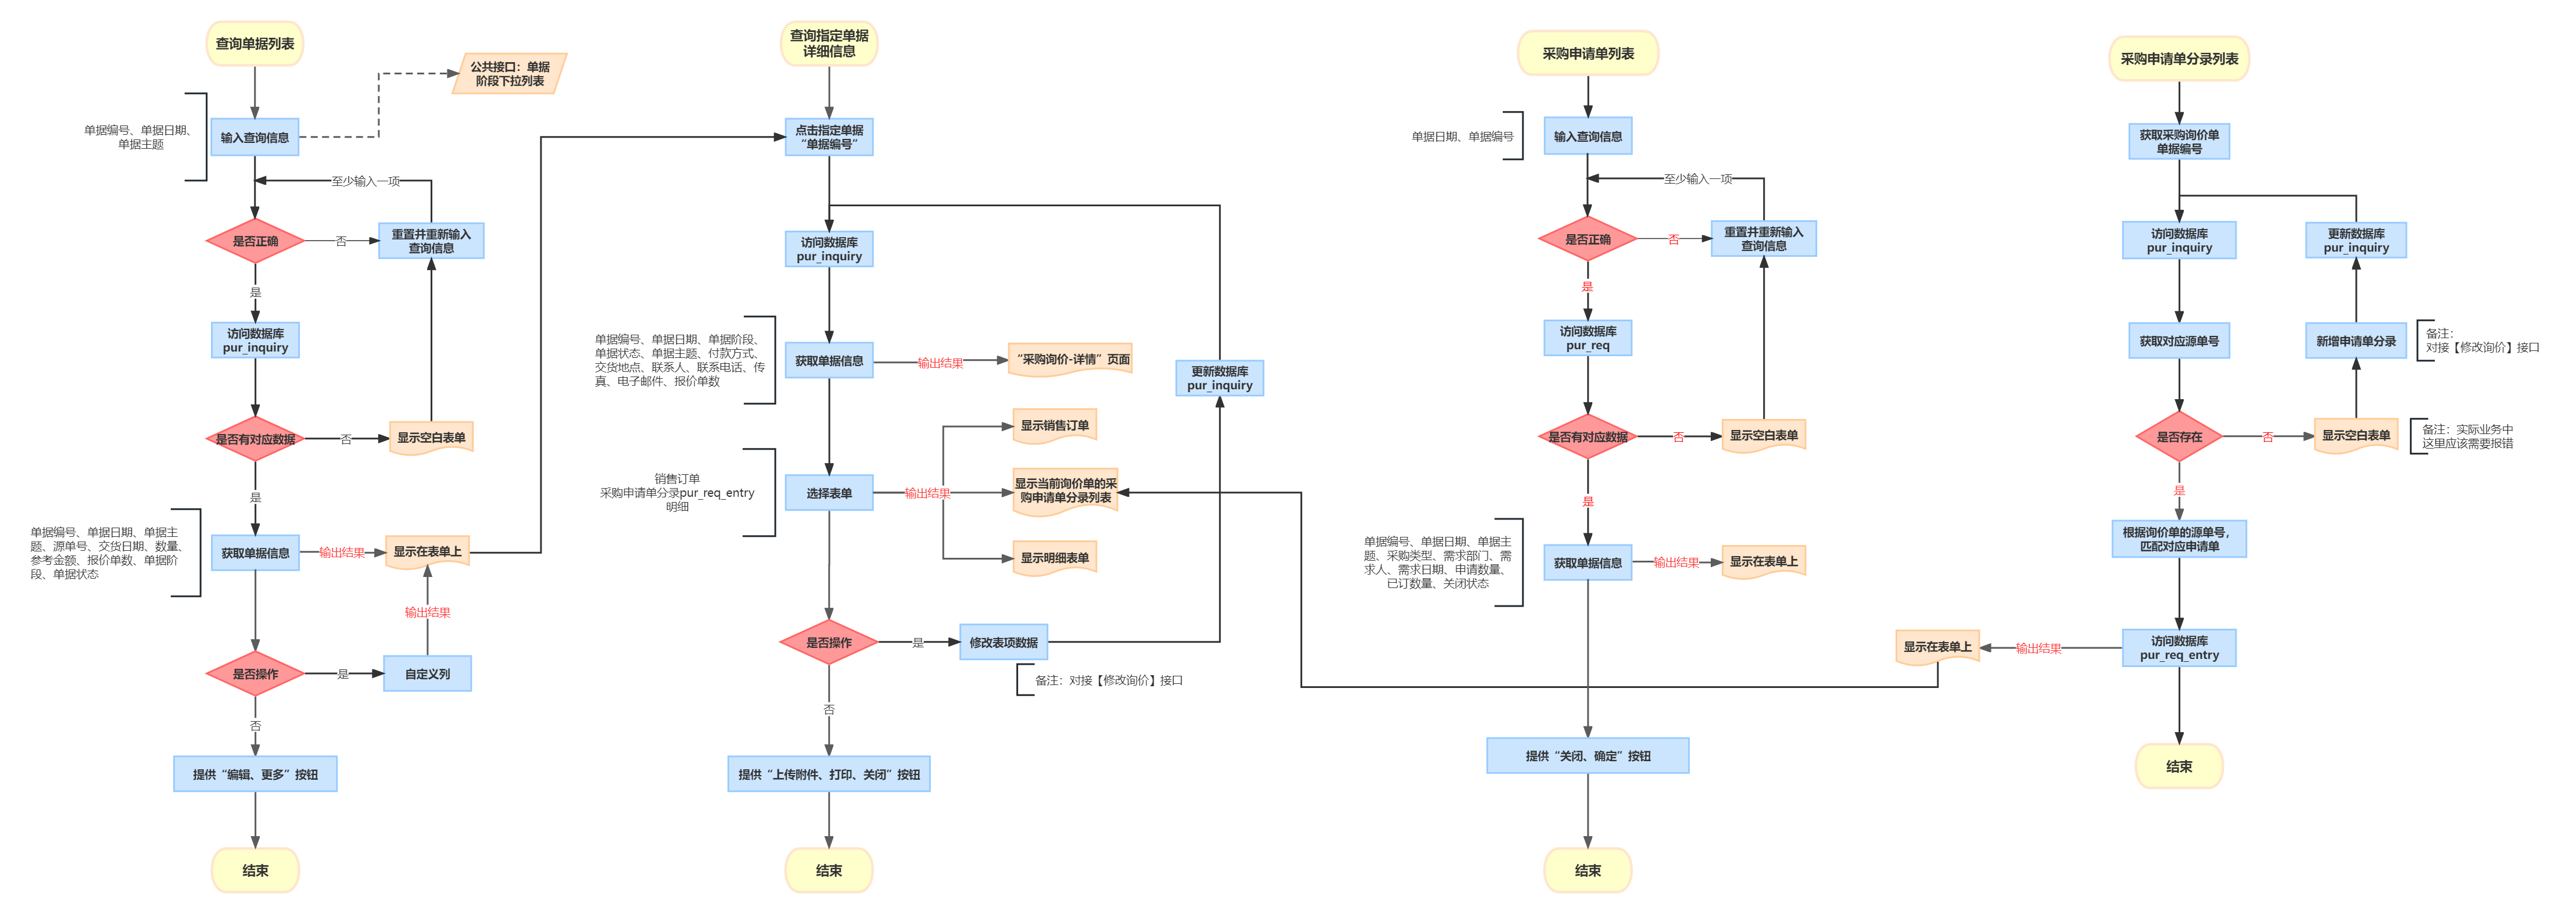 查询单据列表
公共接口：单据
阶段下拉列表
单据编号、单据日期、
单据主题
输入查询信息
至少输入一项
是否正确
否
重置并重新输入
查询信息
是
访问数据库
pur_inquiry
是否有对应数据
否
显示空白表单
是
单据编号、单据日期、单据主
题、源单号、交货日期、数量、
参考金额、报价单数、单据阶
段、单据状态
获取单据信息
输出结果
显示在表单上
输出结果
是否操作
是
自定义列
否
提供“编辑、更多”按钮
结束
查询指定单据
详细信息
点击指定单据
“单据编号”
访问数据库
pur_inquiry
单据编号、单据日期、单据阶段、
单据状态、单据主题、付款方式、
交货地点、联系人、联系电话、传
真、电子邮件、报价单数
获取单据信息
输出结果
“采购询价-详情”页面
更新数据库
pur_inquiry
销售订单
采购申请单分录pur_req_entry
明细
选择表单
输出结果
显示销售订单
显示当前询价单的采
购申请单分录列表
显示明细表单
是否操作
是
修改表项数据
备注：对接【修改询价】接口
否
提供“上传附件、打印、关闭”按钮
结束
采购申请单列表
单据日期、单据编号
输入查询信息
至少输入一项
是否正确
否
重置并重新输入
查询信息
是
访问数据库
pur_req
是否有对应数据
否
显示空白表单
是
单据编号、单据日期、单据主
题、采购类型、需求部门、需
求人、需求日期、申请数量、
已订数量、关闭状态
获取单据信息
输出结果
显示在表单上
提供“关闭、确定”按钮
结束
采购申请单分录列表
获取采购询价单
单据编号
访问数据库
pur_inquiry
更新数据库
pur_inquiry
获取对应源单号
新增申请单分录
备注：
对接【修改询价】接口
是否存在
否
显示空白表单
备注：实际业务中
这里应该需要报错
是
根据询价单的源单号，
匹配对应申请单
访问数据库
pur_req_entry
输出结果
显示在表单上
结束